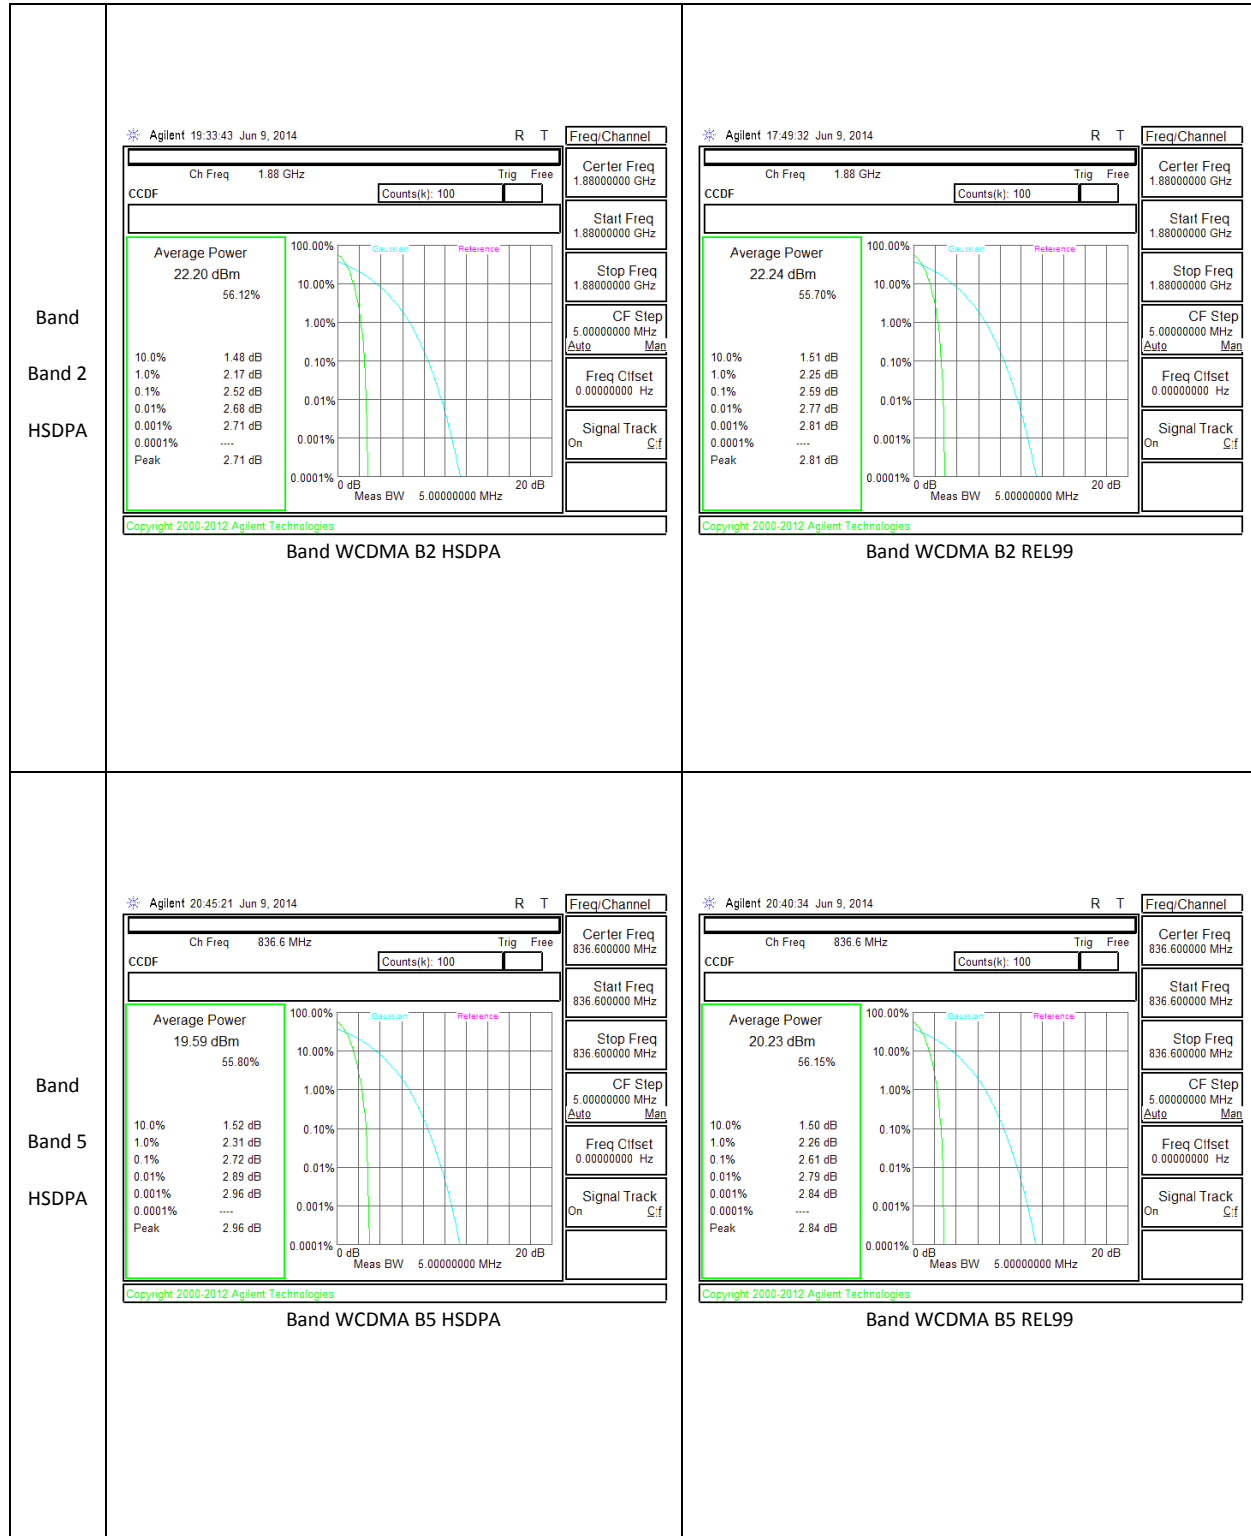 Band
Band 2
HSDPA
Agilent 19:33:43 Jun 9, 2014 R T
Freq/Channel
Ch Freq 1.88 GHz Trig Free
CCDF Counts(k): 100
Center Freq
1.88000000 GHz
Start Freq
1.88000000 GHz
Stop Freq
1.88000000 GHz
CF Step
5.00000000 MHz
Auto Man
Freq Offset
0.00000000 Hz
Signal Track
On
Average Power
22.20 dBm
56.12%
10.0% 1.48 dB
1.0% 2.17 dB
0.1% 2.52 dB
0.01% 2.68 dB
0.001% 2.71 dB
0.0001% ----
Peak 2.71 dB
Gaussian Reference
100.00%
10.00%
1.00%
0.10%
0.01%
0.001%
0.0001%
0 dB 20 dB
Meas BW 5.00000000 MHz
Copyright 2000-2012 Agilent Technologies
Band WCDMA B2 HSDPA
Agilent 17:49:32 Jun 9, 2014 R T
Freq/Channel
Ch Freq 1.88 GHz Trig Free
CCDF Counts(k): 100
Center Freq
1.88000000 GHz
Start Freq
1.88000000 GHz
Stop Freq
1.88000000 GHz
CF Step
5.00000000 MHz
Auto Man
Freq Offset
0.00000000 Hz
Signal Track
On
Average Power
22.24 dBm
55.70%
10.0% 1.51 dB
1.0% 2.25 dB
0.1% 2.59 dB
0.01% 2.77 dB
0.001% 2.81 dB
0.0001% ----
Peak 2.81 dB
Gaussian Reference
100.00%
10.00%
1.00%
0.10%
0.01%
0.001%
0.0001%
0 dB 20 dB
Meas BW 5.00000000 MHz
Copyright 2000-2012 Agilent Technologies
Band WCDMA B2 REL99
Band
Band 5
HSDPA
Agilent 20:45:21 Jun 9, 2014 R T
Freq/Channel
Ch Freq 836.6 MHz Trig Free
CCDF Counts(k): 100
Center Freq
836.600000 MHz
Start Freq
836.600000 MHz
Stop Freq
836.600000 MHz
CF Step
5.00000000 MHz
Auto Man
Freq Offset
0.00000000 Hz
Signal Track
On
Average Power
19.59 dBm
55.80%
10.0% 1.52 dB
1.0% 2.31 dB
0.1% 2.72 dB
0.01% 2.89 dB
0.001% 2.96 dB
0.0001% ----
Peak 2.96 dB
Gaussian Reference
100.00%
10.00%
1.00%
0.10%
0.01%
0.001%
0.0001%
0 dB 20 dB
Meas BW 5.00000000 MHz
Copyright 2000-2012 Agilent Technologies
Band WCDMA B5 HSDPA
Agilent 20:40:34 Jun 9, 2014 R T
Freq/Channel
Ch Freq 836.6 MHz Trig Free
CCDF Counts(k): 100
Center Freq
836.600000 MHz
Start Freq
836.600000 MHz
Stop Freq
836.600000 MHz
CF Step
5.00000000 MHz
Auto Man
Freq Offset
0.00000000 Hz
Signal Track
On
Average Power
20.23 dBm
56.15%
10.0% 1.50 dB
1.0% 2.26 dB
0.1% 2.61 dB
0.01% 2.79 dB
0.001% 2.84 dB
0.0001% ----
Peak 2.84 dB
Gaussian Reference
100.00%
10.00%
1.00%
0.10%
0.01%
0.001%
0.0001%
0 dB 20 dB
Meas BW 5.00000000 MHz
Copyright 2000-2012 Agilent Technologies
Band WCDMA B5 REL99